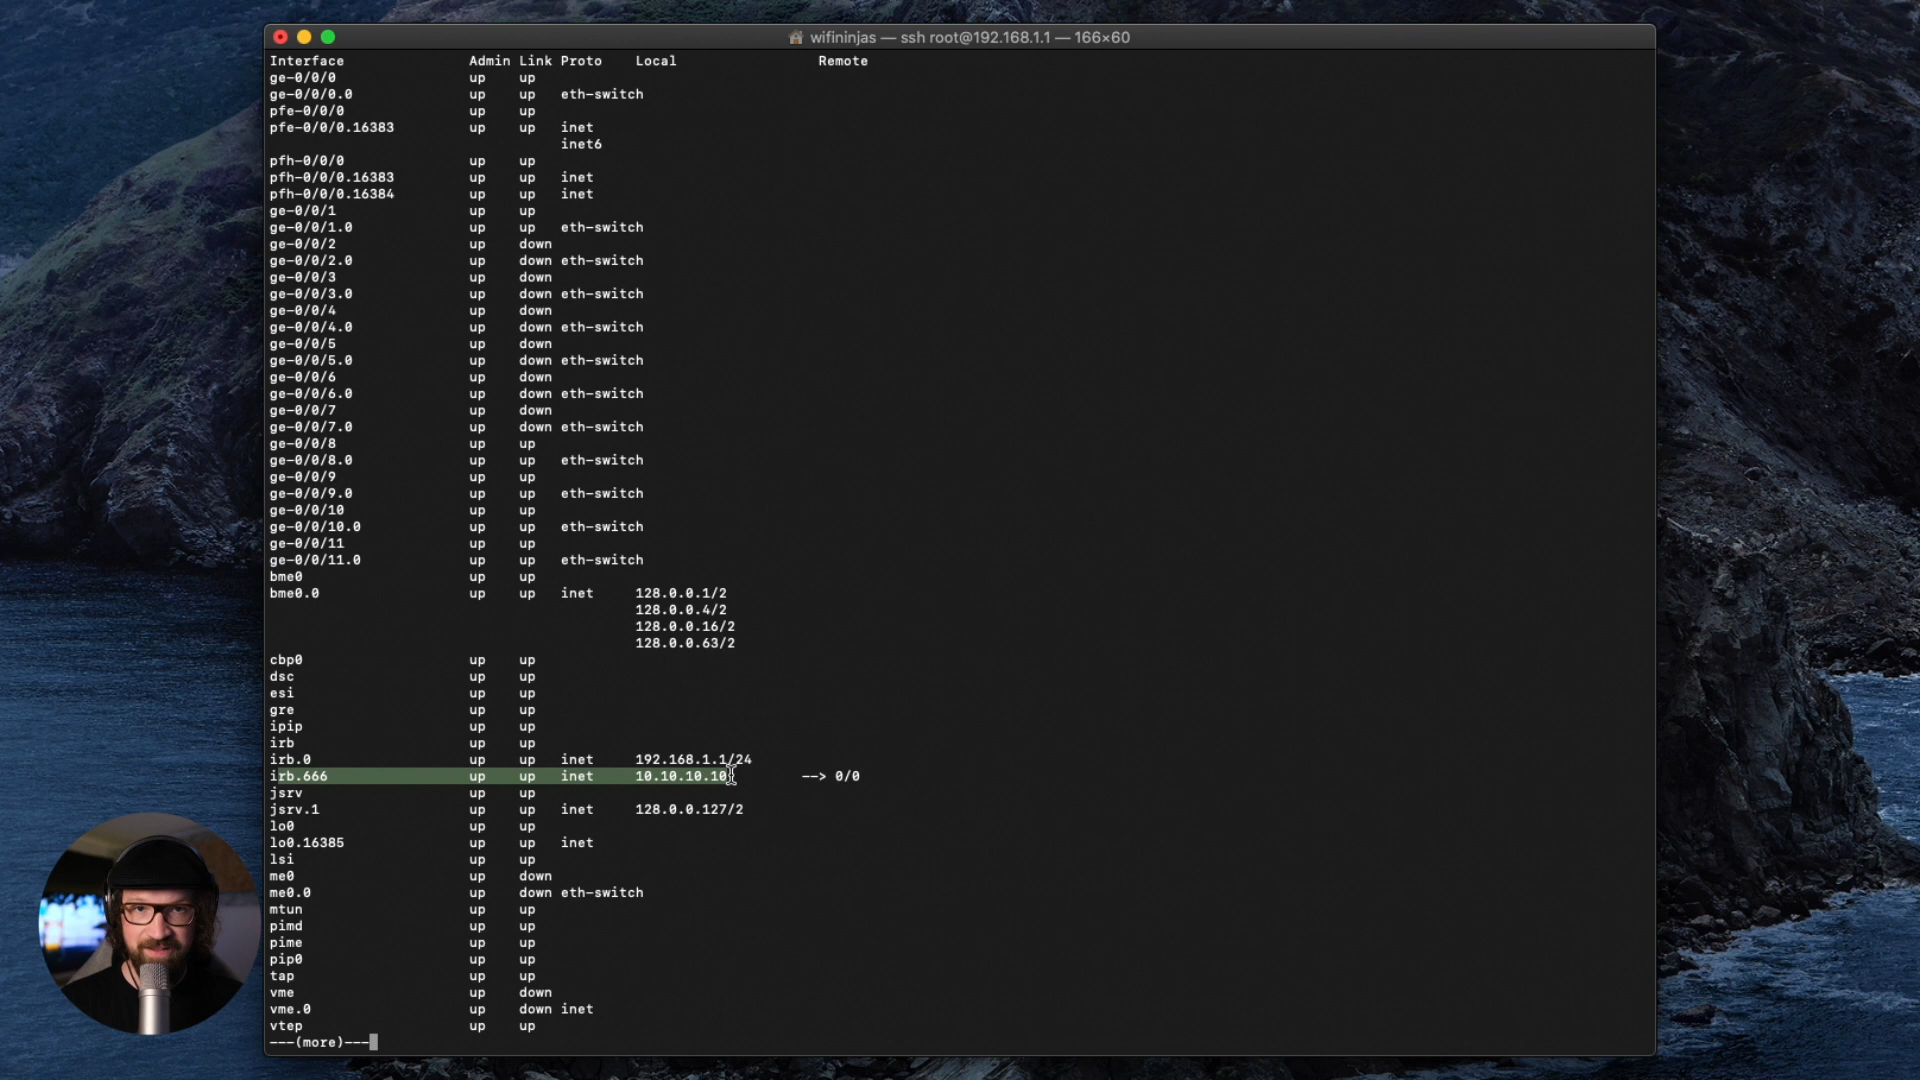 wifininjas — ssh root@192.168.1.1 — 166×60
Interface Admin Link Proto Local Remote
ge-0/0/0 up up
ge-0/0/0.0 up up eth-switch
pfe-0/0/0 up up
pfe-0/0/0.16383 up up inet
inet6
pfh-0/0/0 up up
pfh-0/0/0.16383 up up inet
pfh-0/0/0.16384 up up inet
ge-0/0/1 up up
ge-0/0/1.0 up up eth-switch
ge-0/0/2 up down
ge-0/0/2.0 up down eth-switch
ge-0/0/3 up down
ge-0/0/3.0 up down eth-switch
ge-0/0/4 up down
ge-0/0/4.0 up down eth-switch
ge-0/0/5 up down
ge-0/0/5.0 up down eth-switch
ge-0/0/6 up down
ge-0/0/6.0 up down eth-switch
ge-0/0/7 up down
ge-0/0/7.0 up down eth-switch
ge-0/0/8 up up
ge-0/0/8.0 up up eth-switch
ge-0/0/9 up up
ge-0/0/9.0 up up eth-switch
ge-0/0/10 up up
ge-0/0/10.0 up up eth-switch
ge-0/0/11 up up
ge-0/0/11.0 up up eth-switch
bme0 up up
bme0.0 up up inet 128.0.0.1/2
128.0.0.4/2
128.0.0.16/2
128.0.0.63/2
cbp0 up up
dsc up up
esi up up
gre up up
ipip up up
irb up up
irb.0 up up inet 192.168.1.1/24
irb.666 up up inet 10.10.10.10 --> 0/0
jsrv up up
jsrv.1 up up inet 128.0.0.127/2
lo0 up up
lo0.16385 up up inet
lsi up up
me0 up down
me0.0 up down eth-switch
mtun up up
pimd up up
pime up up
pip0 up up
tap up up
vme up down
vme.0 up down inet
vtep up up
---(more)---